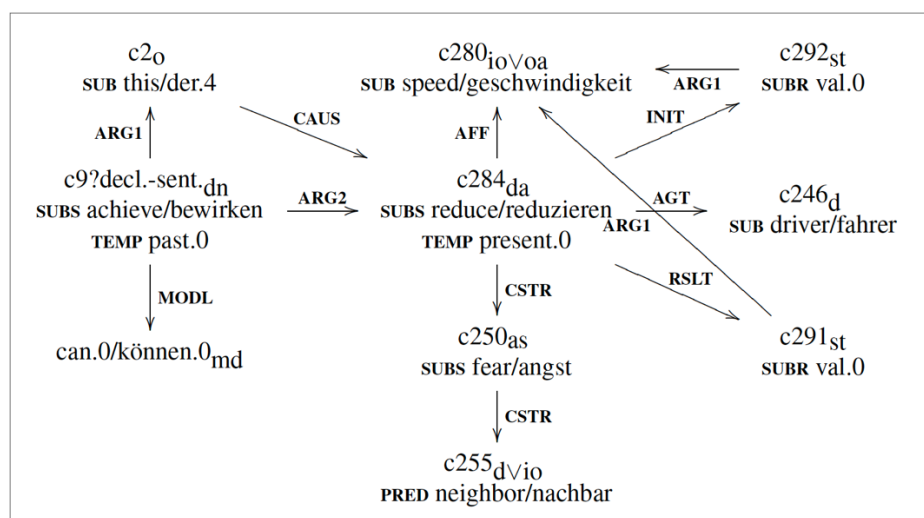 c2o
SUB this/der.4
c280io∨oa
SUB speed/geschwindigkeit
c292st
SUBR val.0
ARG1
ARG1
CAUS
AFF
INIT
c9?decl.-sent.dn
SUBS achieve/bewirken
TEMP past.0
ARG2
c284da
SUBS reduce/reduzieren
TEMP present.0
AGT
ARG1
c246d
SUB driver/fahrer
MODL
CSTR
RSLT
can.0/können.0md
c250as
SUBS fear/angst
c291st
SUBR val.0
CSTR
c255d∨io
PRED neighbor/nachbar